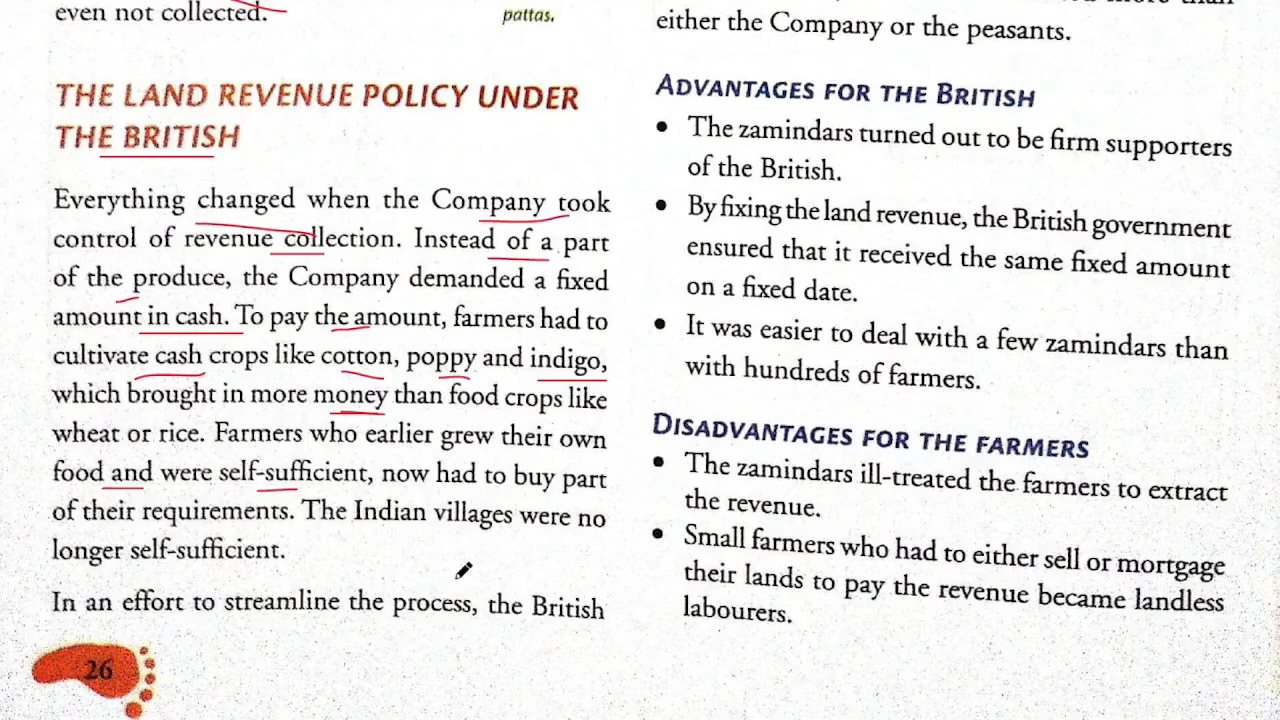 even not collected.
pattas.
THE LAND REVENUE POLICY UNDER
THE BRITISH
Everything changed when the Company took
control of revenue collection. Instead of a part
of the produce, the Company demanded a fixed
amount in cash. To pay the amount, farmers had to
cultivate cash crops like cotton, poppy and indigo,
which brought in more money than food crops like
wheat or rice. Farmers who earlier grew their own
food and were self-sufficient, now had to buy part
of their requirements. The Indian villages were no
longer self-sufficient.
In an effort to streamline the process, the British
26
more than
either the Company or the peasants.
ADVANTAGES FOR THE BRITISH
• The zamindars turned out to be firm supporters
of the British.
• By fixing the land revenue, the British government
ensured that it received the same fixed amount
on a fixed date.
• It was easier to deal with a few zamindars than
with hundreds of farmers.
DISADVANTAGES FOR THE FARMERS
• The zamindars ill-treated the farmers to extract
the revenue.
• Small farmers who had to either sell or mortgage
their lands to pay the revenue became landless
labourers.